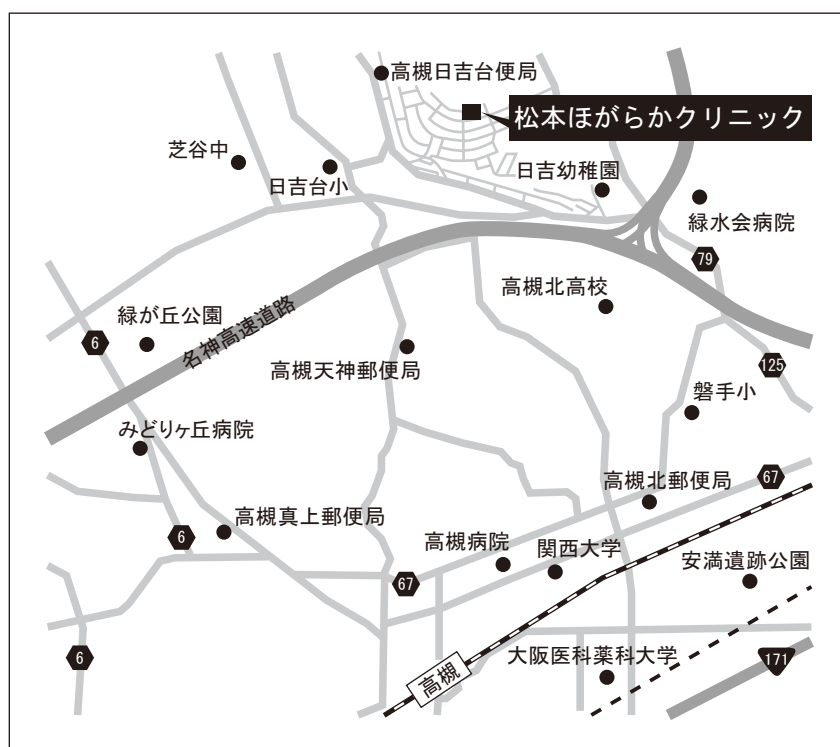 高槻日吉台便局
松本ほがらかクリニック
芝谷中
日吉台小
日吉幼稚園
緑水会病院
79
高槻北高校
緑が丘公園
6
名神高速道路
高槻天神郵便局
125
磐手小
みどりヶ丘病院
67
高槻北郵便局
高槻真上郵便局
6
高槻病院
関西大学
安満遺跡公園
67
6
高槻
大阪医科薬科大学
171